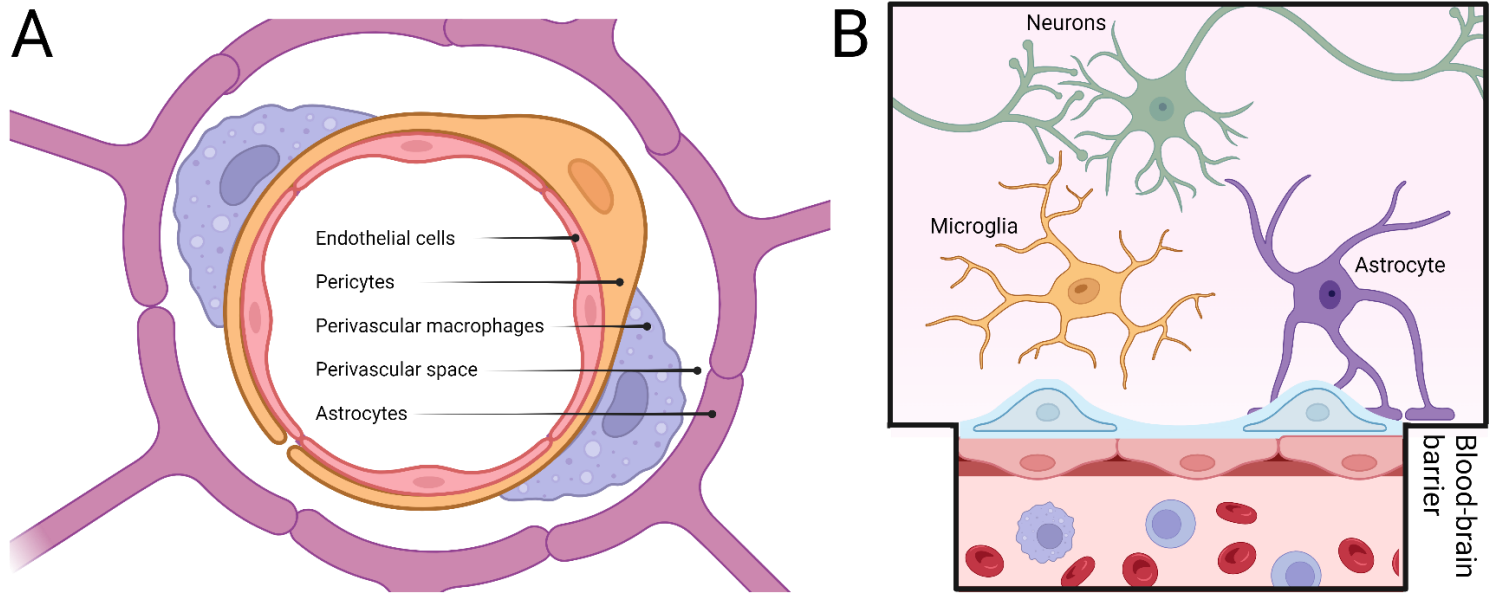 A
Endothelial cells
Pericytes
Perivascular macrophages
Perivascular space
Astrocytes
B
Neurons
Microglia
Astrocyte
Blood-brain
barrier